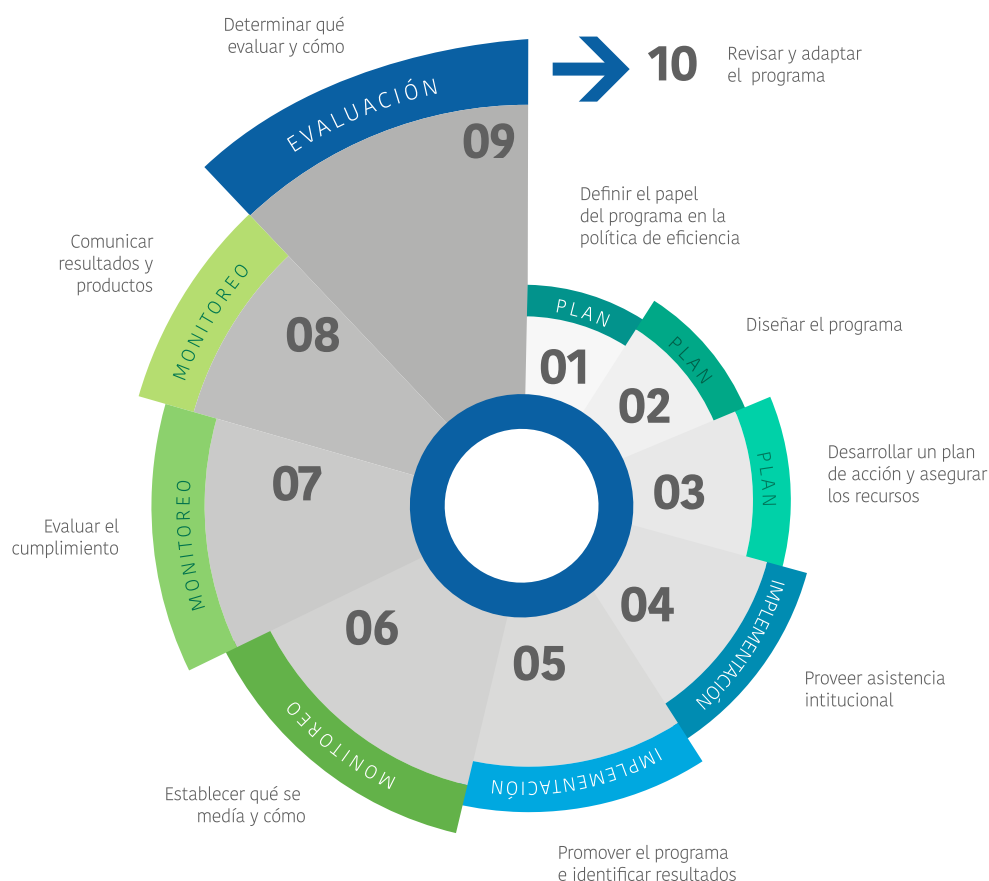 Determinar qué
evaluar y cómo
EVALUACIÓN
09
10
Revisar y adaptar
el programa
Definir el papel
del programa en la
política de eficiencia
PLAN
01
Diseñar el programa
PLAN
02
Desarrollar un plan
de acción y asegurar
los recursos
PLAN
03
Proveer asistencia
intitucional
IMPLEMENTACIÓN
04
Promover el programa
e identificar resultados
IMPLEMENTACIÓN
05
Establecer qué se
medía y cómo
MONITOREO
06
Evaluar el
cumplimiento
MONITOREO
07
Comunicar
resultados y
productos
MONITOREO
08